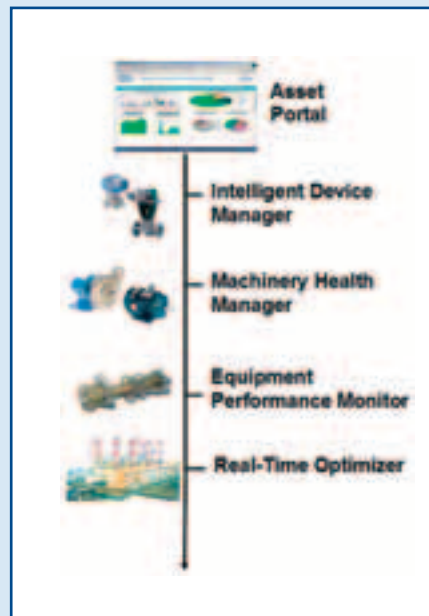 Asset
Portal
Intelligent Device
Manager
Machinery Health
Manager
Equipment
Performance Monitor
Real-Time Optimizer